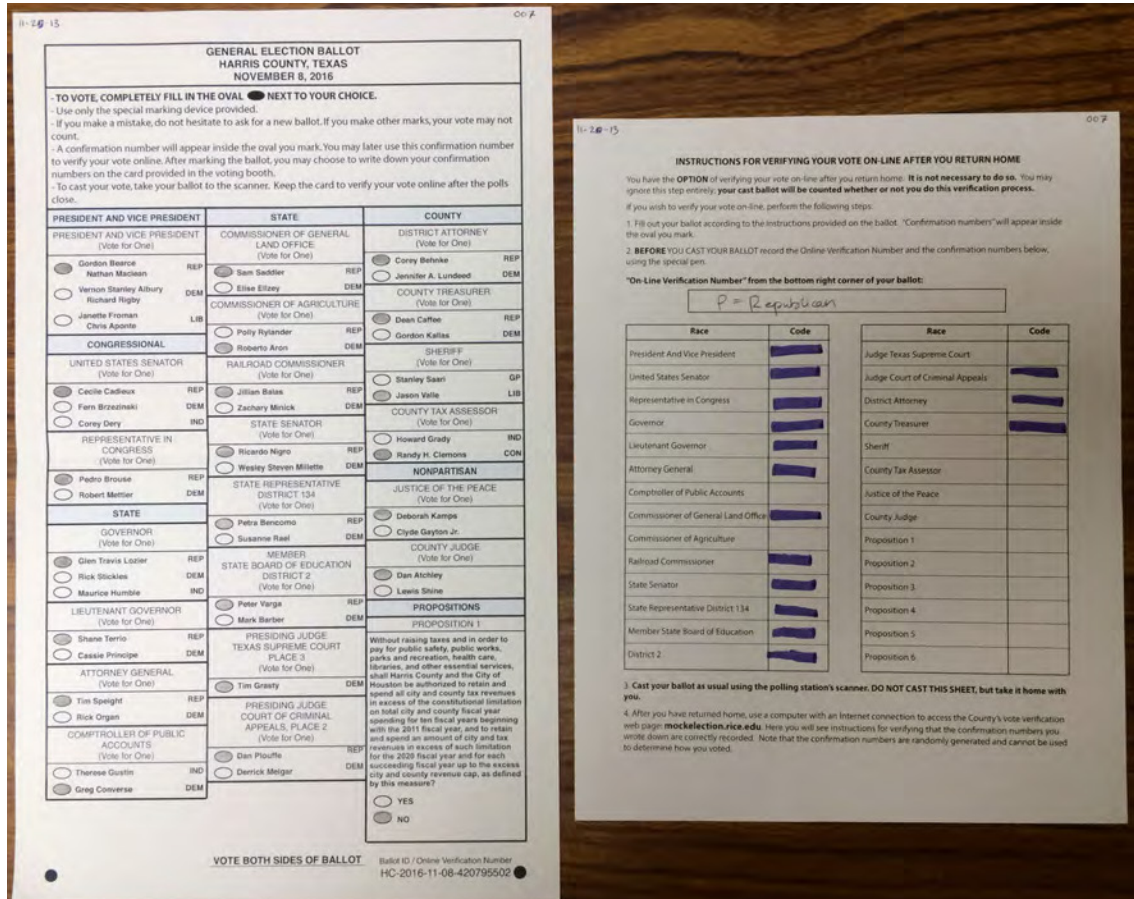 11-26-13
007
GENERAL ELECTION BALLOT
HARRIS COUNTY, TEXAS
NOVEMBER 8, 2016
- TO VOTE, COMPLETELY FILL IN THE OVAL NEXT TO YOUR CHOICE.
- Use only the special marking device provided.
- If you make a mistake, do not hesitate to ask for a new ballot. If you make other marks, your vote may not
count.
- A confirmation number will appear inside the oval you mark. You may later use this confirmation number
to verify your vote online. After marking the ballot, you may choose to write down your confirmation
numbers on the card provided in the voting booth.
- To cast your vote, take your ballot to the scanner. Keep the card to verify your vote online after the polls
close.
PRESIDENT AND VICE PRESIDENT
PRESIDENT AND VICE PRESIDENT
(Vote for One)
Gordon Bearce
Nathan Maclean REP
Vernon Stanley Albury
Richard Rigby DEM
Janette Froman
Chris Aponte LIB
CONGRESSIONAL
UNITED STATES SENATOR
(Vote for One)
Cecile Cadieux REP
Fern Brzezinski DEM
Corey Dery IND
REPRESENTATIVE IN
CONGRESS
(Vote for One)
Pedro Brouse REP
Robert Mettler DEM
STATE
GOVERNOR
(Vote for One)
Glen Travis Lozier REP
Rick Stickles DEM
Maurice Humble IND
LIEUTENANT GOVERNOR
(Vote for One)
Shane Terrio REP
Cassie Principe DEM
ATTORNEY GENERAL
(Vote for One)
Tim Speight REP
Rick Organ DEM
COMPTROLLER OF PUBLIC
ACCOUNTS
(Vote for One)
Therese Gustin IND
Greg Converse DEM
STATE
COMMISSIONER OF GENERAL
LAND OFFICE
(Vote for One)
Sam Saddler REP
Elise Ellzey DEM
COMMISSIONER OF AGRICULTURE
(Vote for One)
Polly Rylander REP
Roberto Aron DEM
RAILROAD COMMISSIONER
(Vote for One)
Jillian Balas REP
Zachary Minick DEM
STATE SENATOR
(Vote for One)
Ricardo Nigro REP
Wesley Steven Millette DEM
STATE REPRESENTATIVE
DISTRICT 134
(Vote for One)
Petra Bencomo REP
Susanne Rael DEM
MEMBER
STATE BOARD OF EDUCATION
DISTRICT 2
(Vote for One)
Peter Varga REP
Mark Barber DEM
PRESIDING JUDGE
TEXAS SUPREME COURT
PLACE 3
(Vote for One)
Tim Grasty DEM
PRESIDING JUDGE
COURT OF CRIMINAL
APPEALS, PLACE 2
(Vote for One)
Dan Plouffe REP
Derrick Melgar DEM
COUNTY
DISTRICT ATTORNEY
(Vote for One)
Corey Behnke REP
Jennifer A. Lundeed DEM
COUNTY TREASURER
(Vote for One)
Dean Caffee REP
Gordon Kallas DEM
SHERIFF
(Vote for One)
Stanley Saari GP
Jason Valle LIB
COUNTY TAX ASSESSOR
(Vote for One)
Howard Grady IND
Randy H. Clemons CON
NONPARTISAN
JUSTICE OF THE PEACE
(Vote for One)
Deborah Kamps
Clyde Gayton Jr.
COUNTY JUDGE
(Vote for One)
Dan Atchley
Lewis Shine
PROPOSITIONS
PROPOSITION 1
Without raising taxes and in order to
pay for public safety, public works,
parks and recreation, health care,
libraries, and other essential services,
shall Harris County and the City of
Houston be authorized to retain and
spend all city and county tax revenues
in excess of the constitutional limitation
on total city and county fiscal year
spending for ten fiscal years beginning
with the 2011 fiscal year, and to retain
and spend an amount of city and tax
revenues in excess of such limitation
for the 2020 fiscal year and for each
succeeding fiscal year up to the excess
city and county revenue cap, as defined
by this measure?
YES
NO
VOTE BOTH SIDES OF BALLOT
Ballot ID / Online Verification Number
HC-2016-11-08-420795502
11-26-13
007
INSTRUCTIONS FOR VERIFYING YOUR VOTE ON-LINE AFTER YOU RETURN HOME
You have the OPTION of verifying your vote on-line after you return home. It is not necessary to do so. You may
ignore this step entirely; your cast ballot will be counted whether or not you do this verification process.
If you wish to verify your vote on-line, perform the following steps:
1. Fill out your ballot according to the instructions provided on the ballot. "Confirmation numbers" will appear inside
the oval you mark.
2. BEFORE YOU CAST YOUR BALLOT record the Online Verification Number and the confirmation numbers below,
using the special pen.
"On-Line Verification Number" from the bottom right corner of your ballot:
P = Republican
Race Code
President And Vice President
United States Senator
Representative in Congress
Governor
Lieutenant Governor
Attorney General
Comptroller of Public Accounts
Commissioner of General Land Office
Commissioner of Agriculture
Railroad Commissioner
State Senator
State Representative District 134
Member State Board of Education
District 2
Race Code
Judge Texas Supreme Court
Judge Court of Criminal Appeals
District Attorney
County Treasurer
Sheriff
County Tax Assessor
Justice of the Peace
County Judge
Proposition 1
Proposition 2
Proposition 3
Proposition 4
Proposition 5
Proposition 6
3. Cast your ballot as usual using the polling station's scanner. DO NOT CAST THIS SHEET, but take it home with
you.
4. After you have returned home, use a computer with an Internet connection to access the County's vote verification
web page: mockelection.rice.edu. Here you will see instructions for verifying that the confirmation numbers you
wrote down are correctly recorded. Note that the confirmation numbers are randomly generated and cannot be used
to determine how you voted.